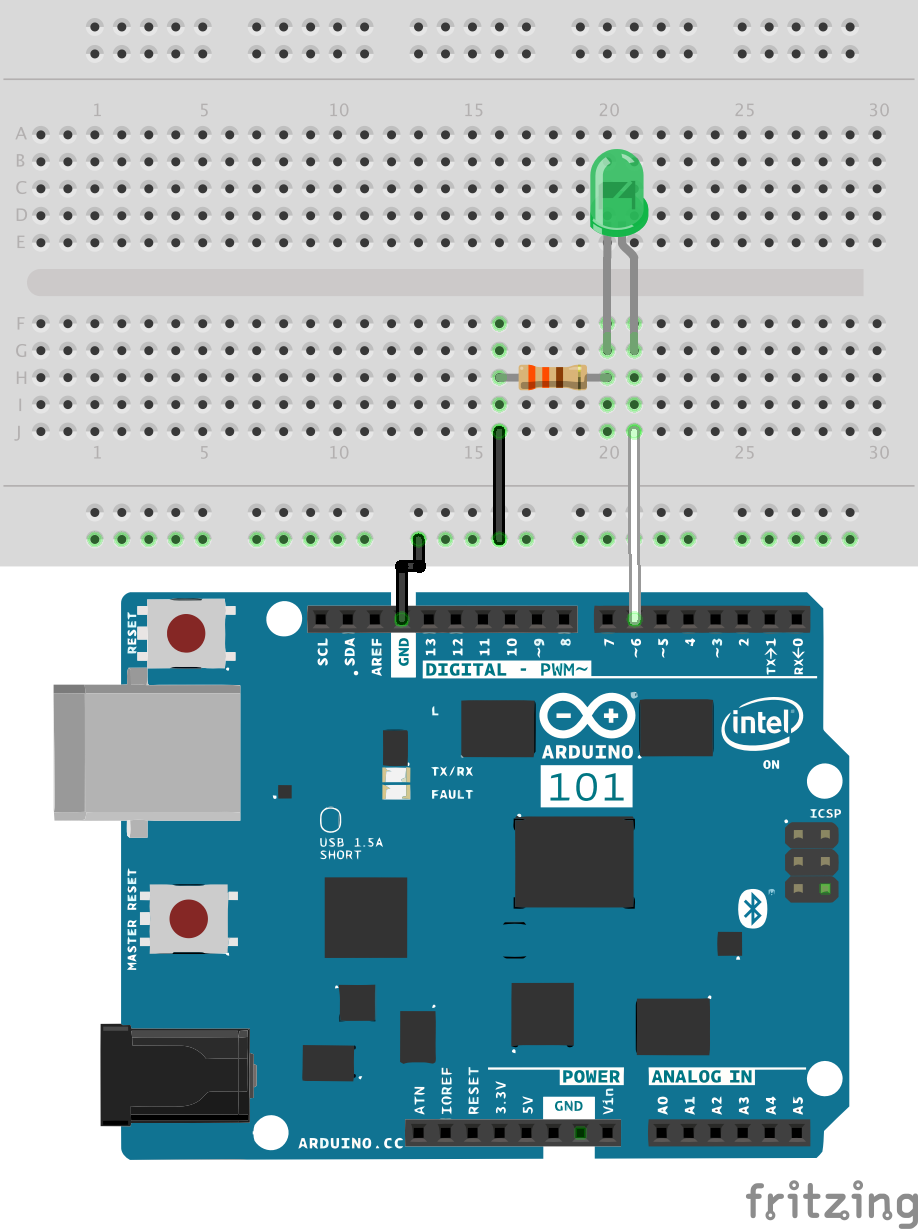 1 5 10 15 20 25 30
A
B
C
D
E
F
G
H
I
J
1 5 10 15 20 25 30
RESET
SCL
SDA
AREF
GND
13
12
11
10
~9
8
7
~6
~5
4
~3
2
TX→1
RX←0
DIGITAL - PWM~
L
TX/RX
FAULT
ARDUINO
101
intel
ON
ICSP
USB 1.5A
SHORT
MASTER RESET
POWER
ANALOG IN
ATN
IOREF
RESET
3.3V
5V
GND
Vin
A0
A1
A2
A3
A4
A5
ARDUINO.CC
fritzing